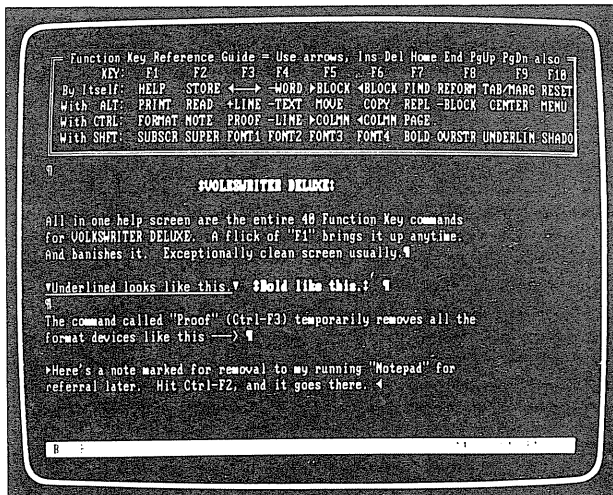 Function Key Reference Guide = Use arrows, Ins Del Home End PgUp PgDn also
KEY: F1 F2 F3 F4 F5 F6 F7 F8 F9 F10
By Itself: HELP STORE ←—→ -WORD ►BLOCK ◄BLOCK FIND REFORM TAB/MARG RESET
With ALT: PRINT READ +LINE -TEXT MOVE COPY REPL -BLOCK CENTER MENU
With CTRL: FORMAT NOTE PROOF -LINE ►COLMN ◄COLMN PAGE
With SHFT: SUBSCR SUPER FONT1 FONT2 FONT3 FONT4 BOLD OVRSTR UNDERLIN SHADO
¶
‡VOLKSWRITER DELUXE‡
All in one help screen are the entire 40 Function Key commands
for VOLKSWRITER DELUXE. A flick of "F1" brings it up anytime.
And banishes it. Exceptionally clean screen usually.¶
▼Underlined looks like this.▼ ‡Bold like this.‡ ¶
¶
The command called "Proof" (Ctrl-F3) temporarily removes all the
format devices like this ——> ¶
►Here's a note marked for removal to my running "Notepad" for
referral later. Hit Ctrl-F2, and it goes there. ◄